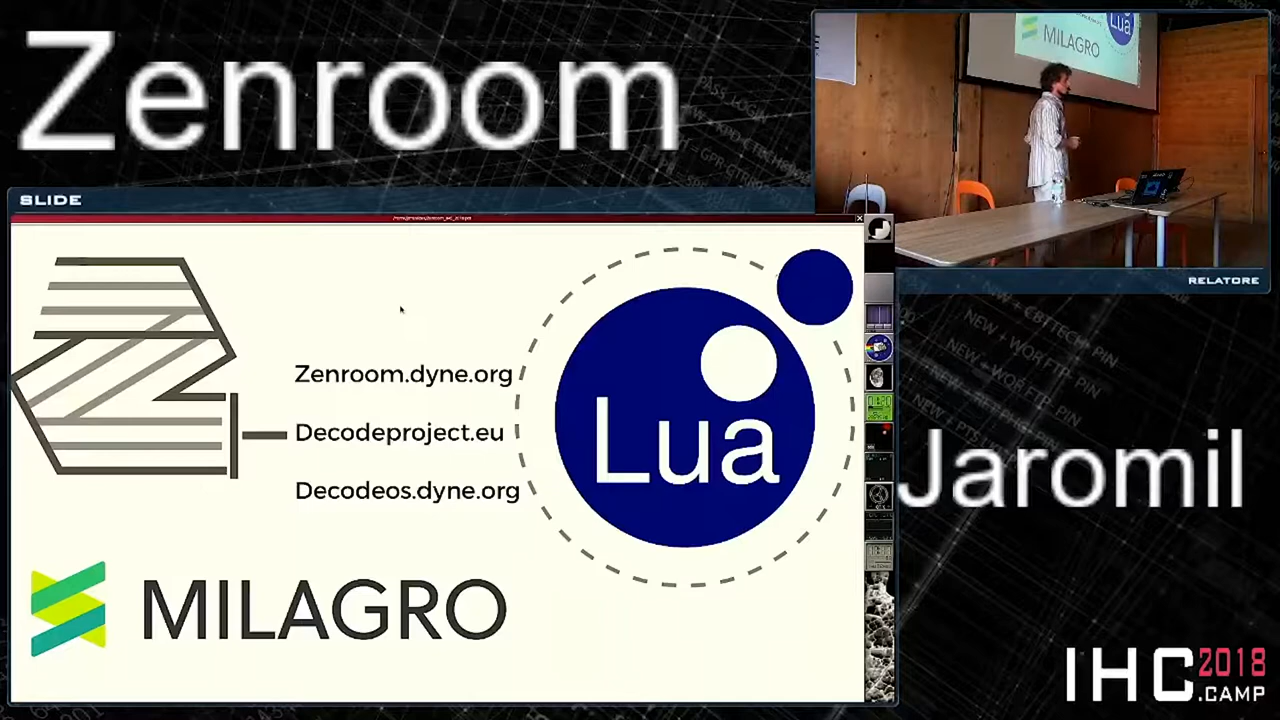 Zenroom
Lua
MILAGRO
RELATORE
SLIDE
Zenroom.dyne.org
Decodeproject.eu
Decodeos.dyne.org
Lua
MILAGRO
Jaromil
IHC 2018
.CAMP